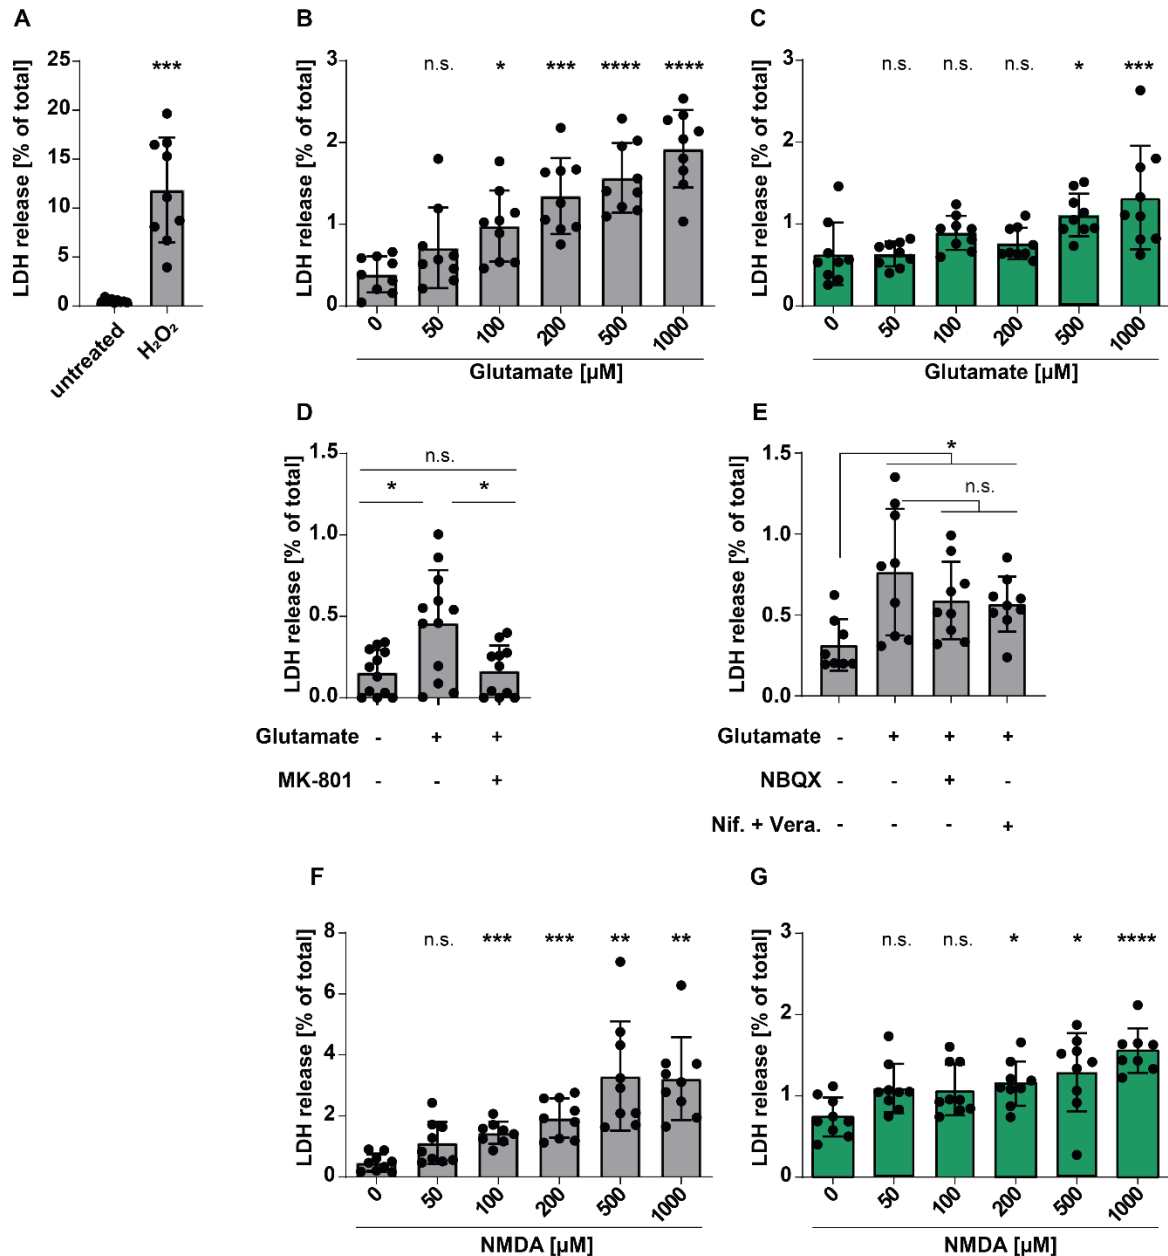 A
LDH release [% of total]
25
20
15
10
5
0
***
untreated
H₂O₂
B
LDH release [% of total]
3
2
1
0
n.s.
*
***
****
****
0
50
100
200
500
1000
Glutamate [µM]
C
LDH release [% of total]
3
2
1
0
n.s.
n.s.
n.s.
*
***
0
50
100
200
500
1000
Glutamate [µM]
D
LDH release [% of total]
1.5
1.0
0.5
0.0
n.s.
*
*
Glutamate - + +
MK-801 - - +
E
LDH release [% of total]
1.5
1.0
0.5
0.0
*
n.s.
Glutamate - + + +
NBQX - - + -
Nif. + Vera. - - - +
F
LDH release [% of total]
8
6
4
2
0
n.s.
***
***
**
**
0
50
100
200
500
1000
NMDA [µM]
G
LDH release [% of total]
3
2
1
0
n.s.
n.s.
*
*
****
0
50
100
200
500
1000
NMDA [µM]